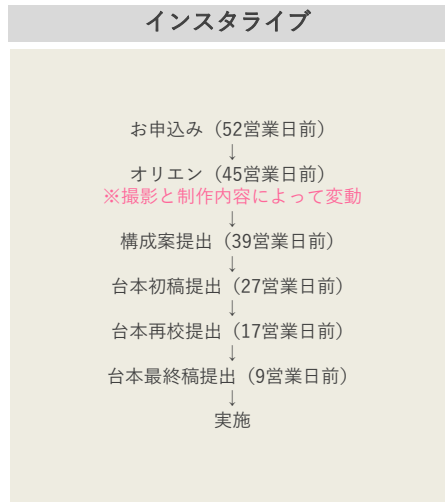 インスタライブ
お申込み（52営業日前）
↓
オリエン（45営業日前）
※撮影と制作内容によって変動
↓
構成案提出（39営業日前）
↓
台本初稿提出（27営業日前）
↓
台本再校提出（17営業日前）
↓
台本最終稿提出（9営業日前）
↓
実施